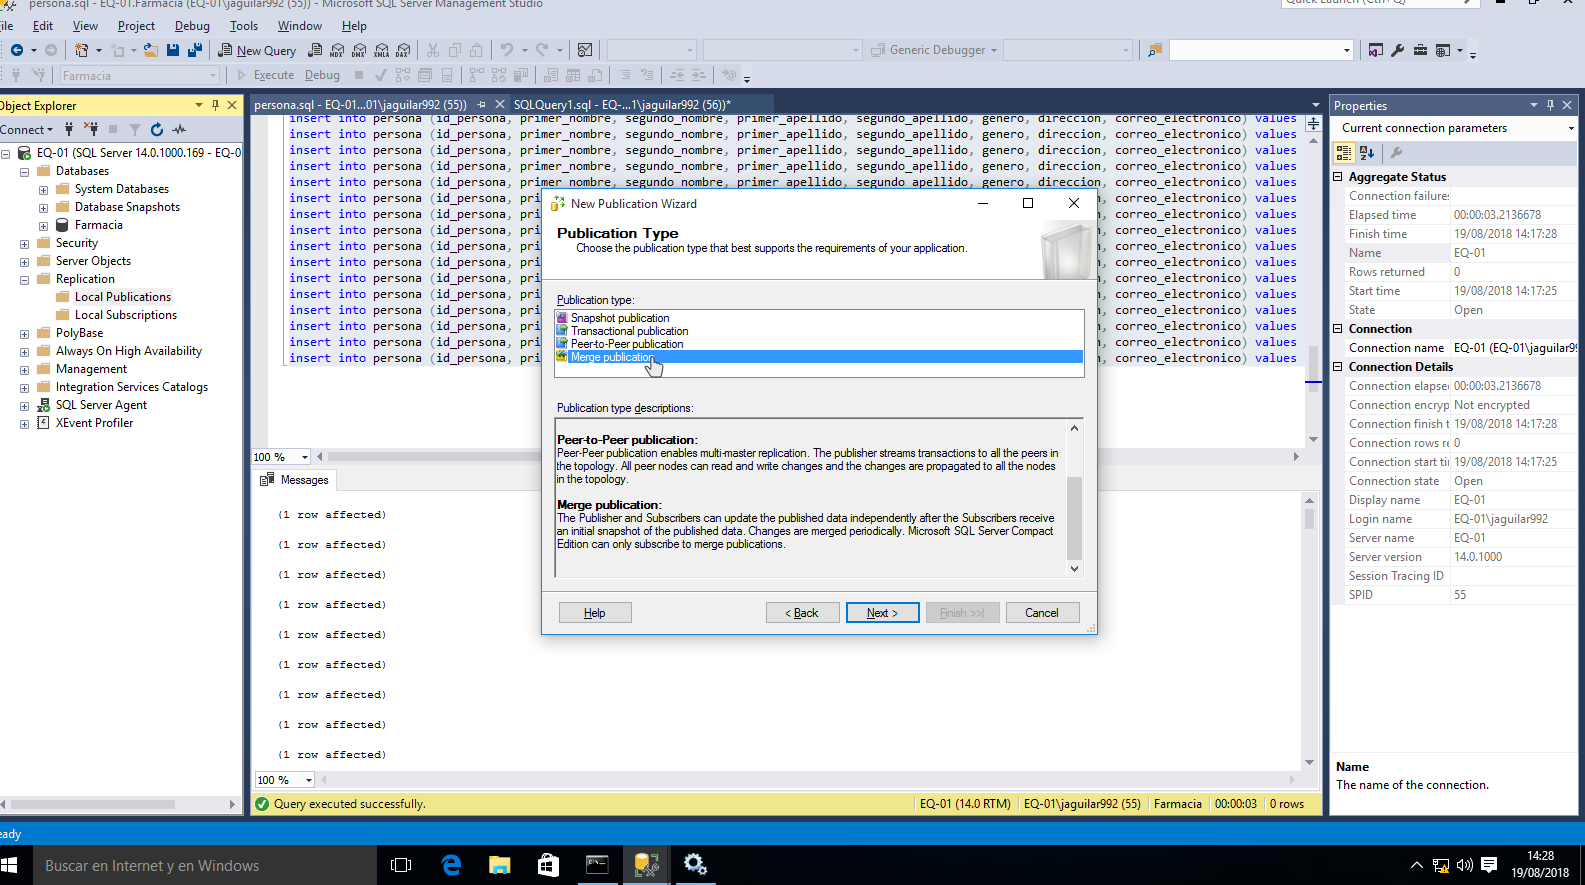 persona.sql - EQ-01.Farmacia (EQ-01\jaguilar992 (55)) - Microsoft SQL Server Management Studio
Quick Launch (Ctrl+Q)
ile Edit View Project Debug Tools Window Help
New Query MDX DMX XMLA DAX Generic Debugger
Farmacia Execute Debug
Object Explorer
Connect
EQ-01 (SQL Server 14.0.1000.169 - EQ-0
Databases
System Databases
Database Snapshots
Farmacia
Security
Server Objects
Replication
Local Publications
Local Subscriptions
PolyBase
Always On High Availability
Management
Integration Services Catalogs
SQL Server Agent
XEvent Profiler
persona.sql - EQ-01...01\jaguilar992 (55))
SQLQuery1.sql - EQ-...1\jaguilar992 (56))*
insert into persona (id_persona, primer_nombre, segundo_nombre, primer_apellido, segundo_apellido, genero, direccion, correo_electronico) values
insert into persona (id_persona, primer_nombre, segundo_nombre, primer_apellido, segundo_apellido, genero, direccion, correo_electronico) values
insert into persona (id_persona, primer_nombre, segundo_nombre, primer_apellido, segundo_apellido, genero, direccion, correo_electronico) values
insert into persona (id_persona, primer_nombre, segundo_nombre, primer_apellido, segundo_apellido, genero, direccion, correo_electronico) values
insert into persona (id_persona, primer_nombre, segundo_nombre, primer_apellido, segundo_apellido, genero, direccion, correo_electronico) values
insert into persona (id_persona, pri n, correo_electronico) values
insert into persona (id_persona, pri n, correo_electronico) values
insert into persona (id_persona, pri n, correo_electronico) values
insert into persona (id_persona, pri n, correo_electronico) values
insert into persona (id_persona, pri n, correo_electronico) values
insert into persona (id_persona, pri n, correo_electronico) values
insert into persona (id_persona, pri n, correo_electronico) values
insert into persona (id_persona, pri n, correo_electronico) values
insert into persona (id_persona, pri n, correo_electronico) values
insert into persona (id_persona, pri n, correo_electronico) values
insert into persona (id_persona, pri n, correo_electronico) values
100 %
Messages
(1 row affected)
(1 row affected)
(1 row affected)
(1 row affected)
(1 row affected)
(1 row affected)
(1 row affected)
(1 row affected)
(1 row affected)
100 %
Query executed successfully.
EQ-01 (14.0 RTM) EQ-01\jaguilar992 (55) Farmacia 00:00:03 0 rows
New Publication Wizard
Publication Type
Choose the publication type that best supports the requirements of your application.
Publication type:
Snapshot publication
Transactional publication
Peer-to-Peer publication
Merge publication
Publication type descriptions:
Peer-to-Peer publication:
Peer-Peer publication enables multi-master replication. The publisher streams transactions to all the peers in
the topology. All peer nodes can read and write changes and the changes are propagated to all the nodes
in the topology.
Merge publication:
The Publisher and Subscribers can update the published data independently after the Subscribers receive
an initial snapshot of the published data. Changes are merged periodically. Microsoft SQL Server Compact
Edition can only subscribe to merge publications.
Help < Back Next > Finish >>| Cancel
Properties
Current connection parameters
Aggregate Status
Connection failures
Elapsed time 00:00:03.2136678
Finish time 19/08/2018 14:17:28
Name EQ-01
Rows returned 0
Start time 19/08/2018 14:17:25
State Open
Connection
Connection name EQ-01 (EQ-01\jaguilar9
Connection Details
Connection elapse 00:00:03.2136678
Connection encryp Not encrypted
Connection finish t 19/08/2018 14:17:28
Connection rows re 0
Connection start ti 19/08/2018 14:17:25
Connection state Open
Display name EQ-01
Login name EQ-01\jaguilar992
Server name EQ-01
Server version 14.0.1000
Session Tracing ID
SPID 55
Name
The name of the connection.
eady
Buscar en Internet y en Windows
14:28
19/08/2018